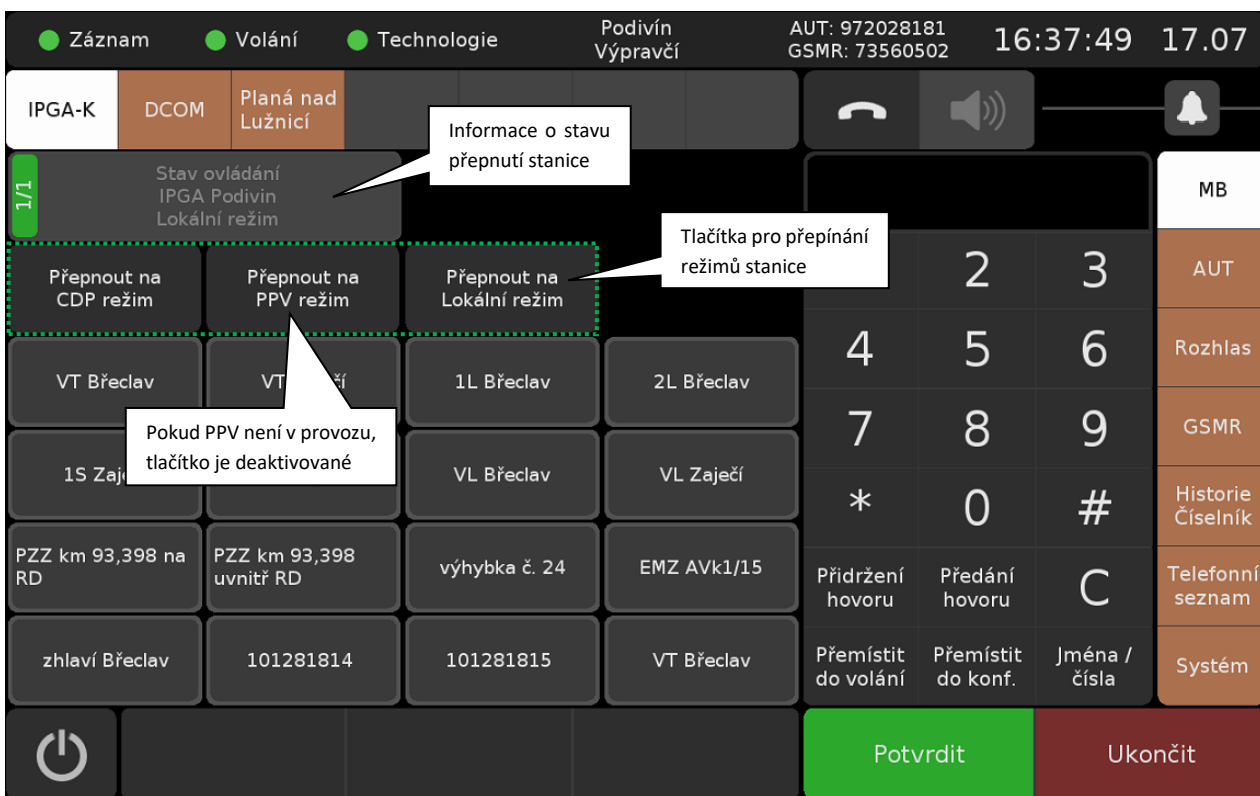 Záznam
Volání
Technologie
Podivín
Výpravčí
AUT: 972028181
GSMR: 73560502
16:37:49
17.07
IPGA-K
DCOM
Planá nad
Lužnicí
Informace o stavu
přepnutí stanice
1/1
Stav ovládání
IPGA Podivin
Lokální režim
MB
Tlačítka pro přepínání
režimů stanice
Přepnout na
CDP režim
Přepnout na
PPV režim
Přepnout na
Lokální režim
2
3
AUT
VT Břeclav
VT
1L Břeclav
2L Břeclav
4
5
6
Rozhlas
Pokud PPV není v provozu,
tlačítko je deaktivované
1S Zaj
VL Břeclav
VL Zaječí
7
8
9
GSMR
*
0
#
Historie
Číselník
PZZ km 93,398 na
RD
PZZ km 93,398
uvnitř RD
výhybka č. 24
EMZ AVk1/15
Přidržení
hovoru
Předání
hovoru
C
Telefonní
seznam
zhlaví Břeclav
101281814
101281815
VT Břeclav
Přemístit
do volání
Přemístit
do konf.
Jména /
čísla
Systém
Potvrdit
Ukončit